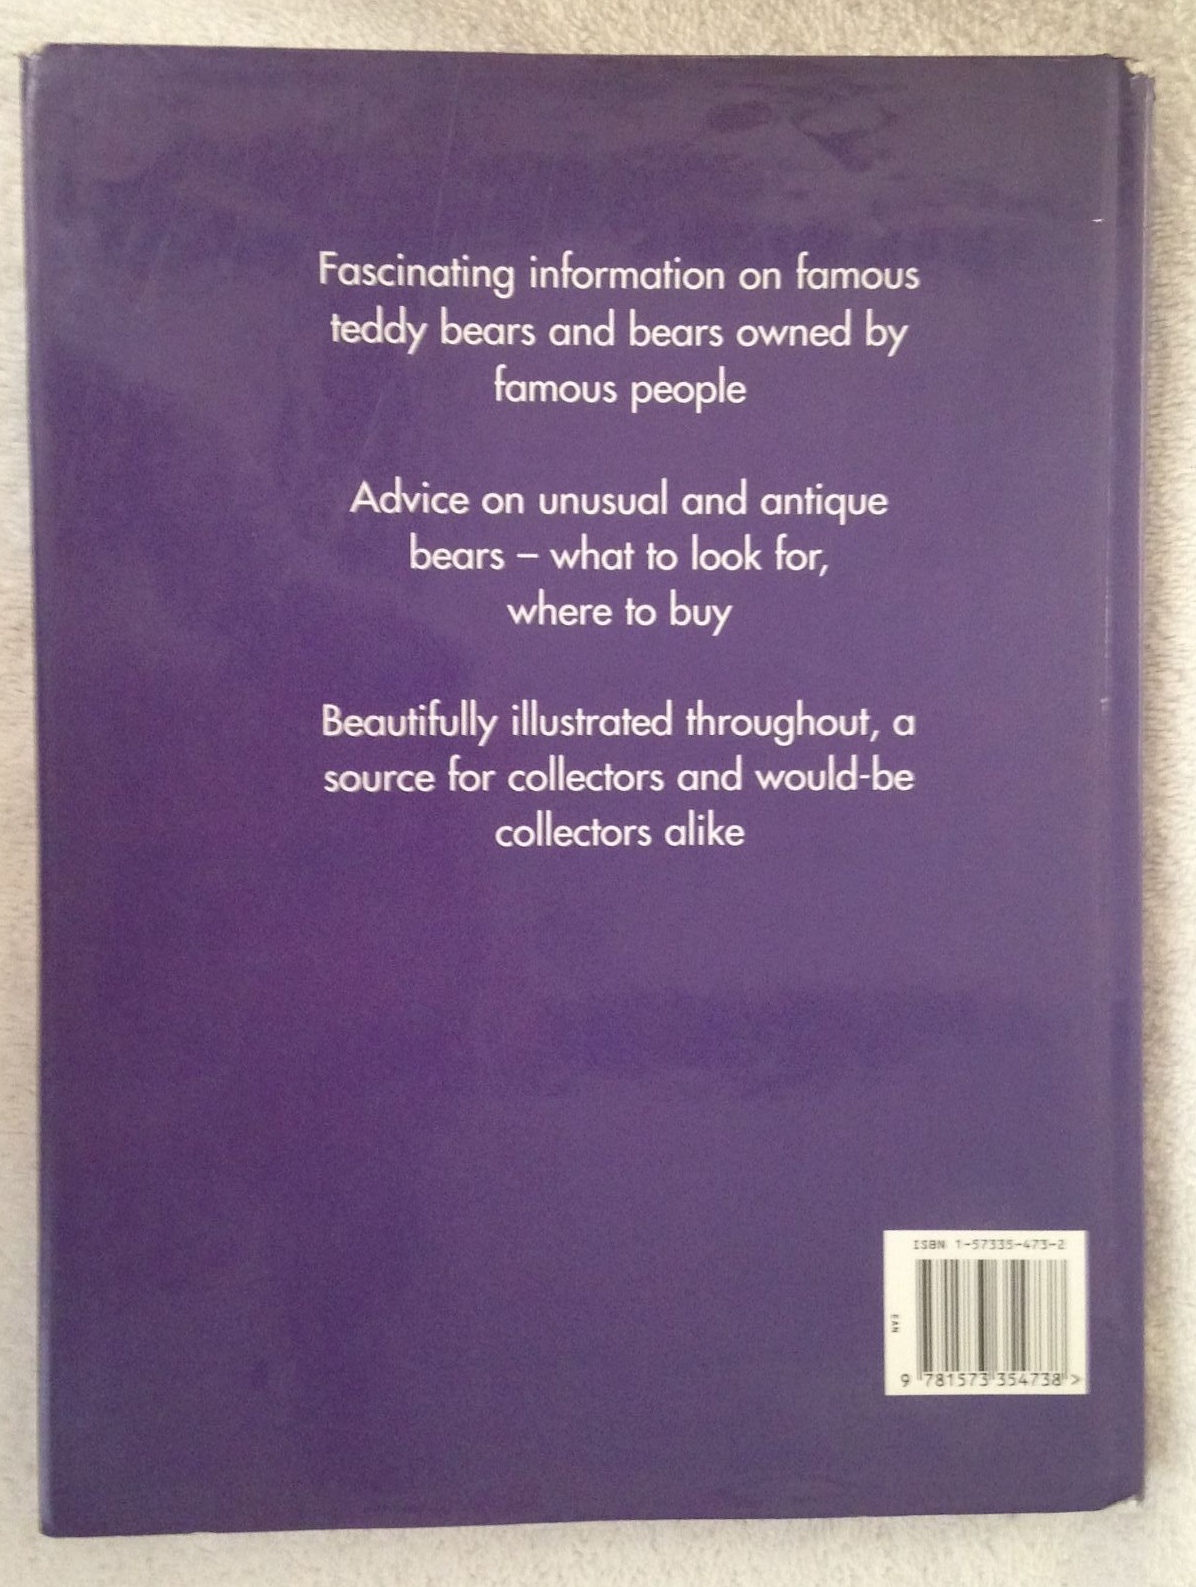 Fascinating information on famous
teddy bears and bears owned by
famous people
Advice on unusual and antique
bears – what to look for,
where to buy
Beautifully illustrated throughout, a
source for collectors and would-be
collectors alike
ISBN 1-57335-473-2
EAN
9 781573 354738 >